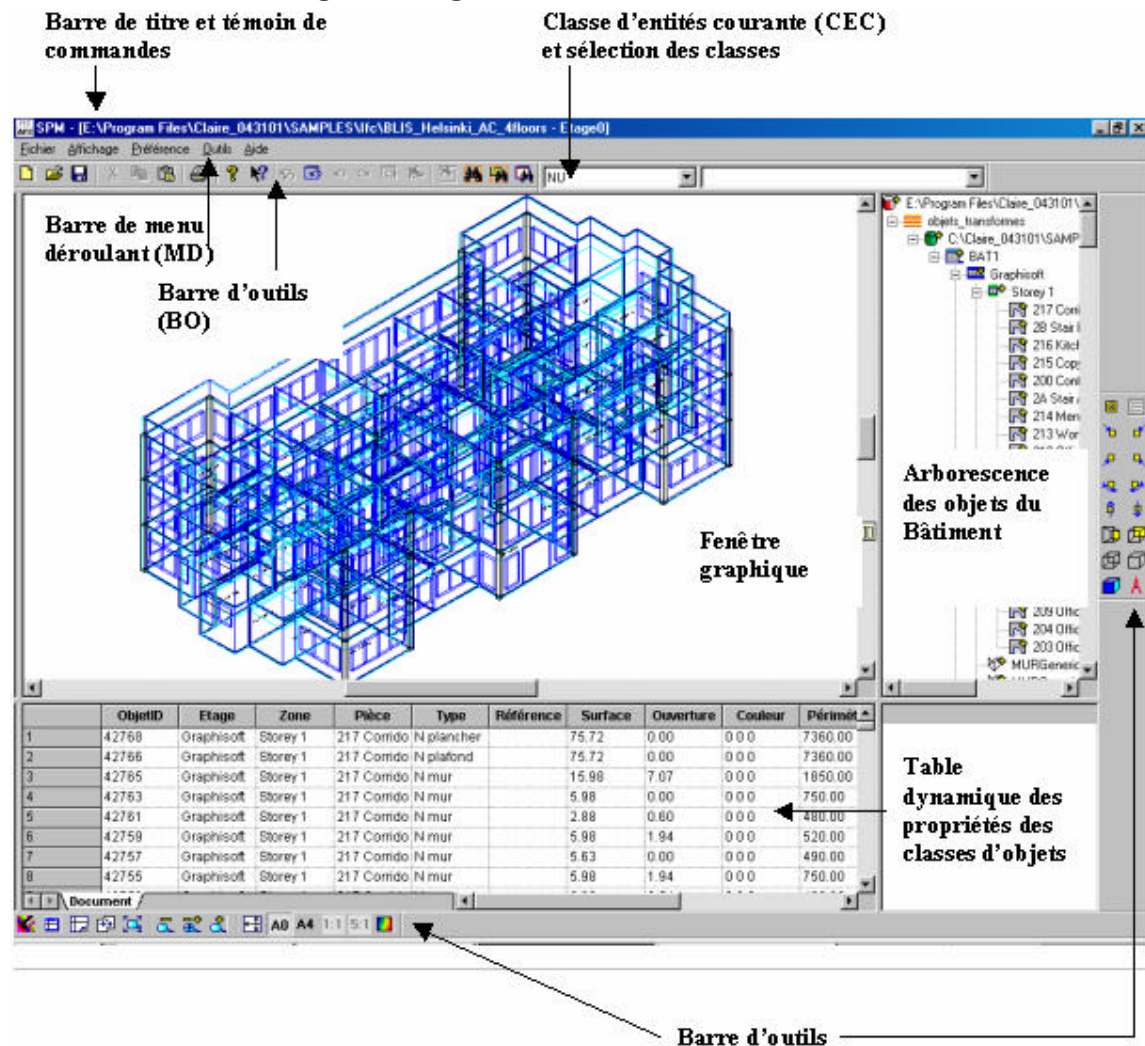 Barre de titre et témoin de
commandes
Classe d'entités courante (CEC)
et sélection des classes
SPM - [E:\Program Files\Claire_043101\SAMPLES\Ifc\BLIS_Helsinki_AC_4floors - Etage0]
Fichier Affichage Préférence Outils Aide
NU
Barre de menu
déroulant (MD)
Barre d'outils
(BO)
E:\Program Files\Claire_043101\
objets_transformes
C:\Claire_043101\SAMP
BAT1
Graphisoft
Storey 1
217 Corri
2B Stair
216 Kitch
215 Copy
200 Conf
2A Stair
214 Men
213 Wor
Arborescence
des objets du
Bâtiment
Fenêtre
graphique
209 Offic
204 Offic
203 Offic
MURGeneric
ObjetID Etage Zone Pièce Type Référence Surface Ouverture Couleur Périmét
1 42768 Graphisoft Storey 1 217 Corrido N plancher 75.72 0.00 0 0 0 7360.00
2 42766 Graphisoft Storey 1 217 Corrido N plafond 75.72 0.00 0 0 0 7360.00
3 42765 Graphisoft Storey 1 217 Corrido N mur 15.98 7.07 0 0 0 1850.00
4 42763 Graphisoft Storey 1 217 Corrido N mur 5.98 0.00 0 0 0 750.00
5 42761 Graphisoft Storey 1 217 Corrido N mur 2.88 0.60 0 0 0 480.00
6 42759 Graphisoft Storey 1 217 Corrido N mur 5.98 1.94 0 0 0 520.00
7 42757 Graphisoft Storey 1 217 Corrido N mur 5.63 0.00 0 0 0 490.00
8 42755 Graphisoft Storey 1 217 Corrido N mur 5.98 1.94 0 0 0 750.00
Table
dynamique des
propriétés des
classes d'objets
Document
A0 A4 1:1 5:1
Barre d'outils